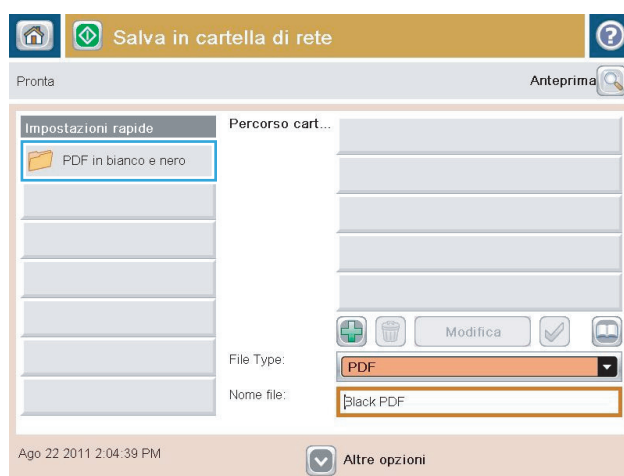 Salva in cartella di rete
Pronta
Anteprima
Impostazioni rapide
PDF in bianco e nero
Percorso cart...
Modifica
File Type:
PDF
Nome file:
Black PDF
Ago 22 2011 2:04:39 PM
Altre opzioni